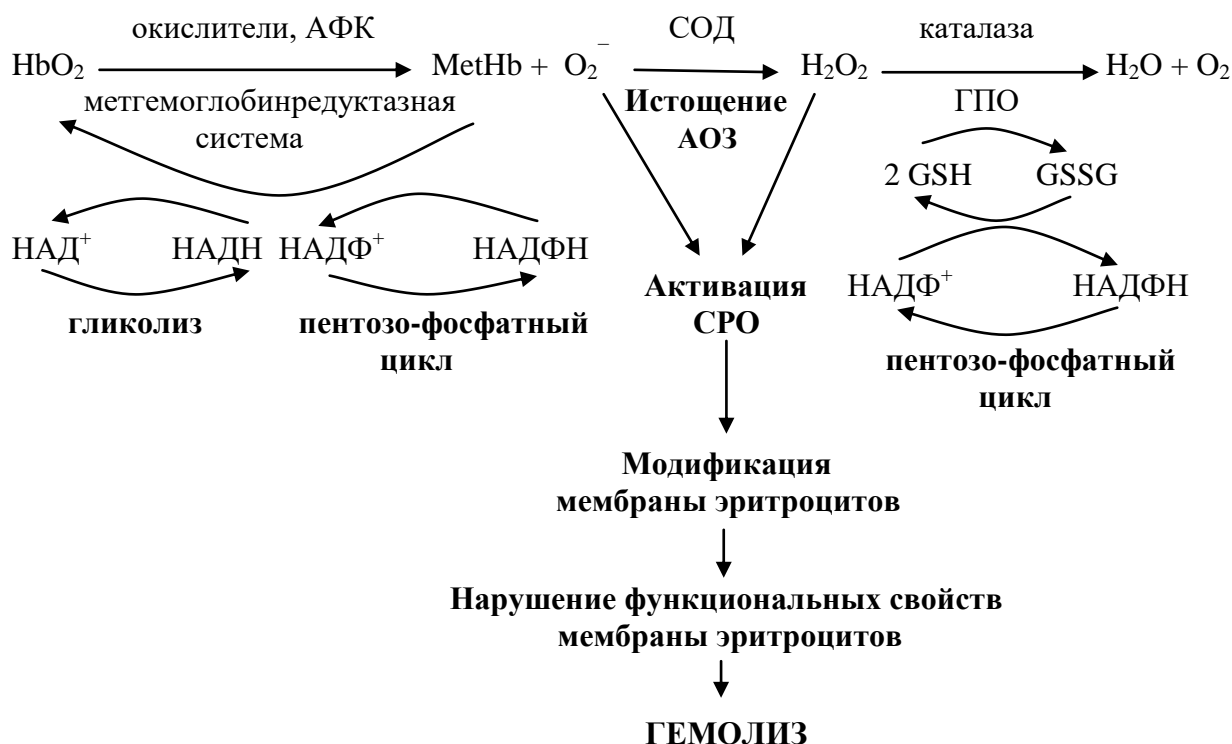 окислители, АФК СОД каталаза
HbO₂ MetHb + O₂⁻ H₂O₂ H₂O + O₂
метгемоглобинредуктазная Истощение ГПО
система АОЗ
2 GSH GSSG
НАД⁺ НАДН НАДФ⁺ НАДФН
Активация НАДФ⁺ НАДФН
гликолиз пентозо-фосфатный СРО
цикл пентозо-фосфатный
цикл
Модификация
мембраны эритроцитов
Нарушение функциональных свойств
мембраны эритроцитов
ГЕМОЛИЗ